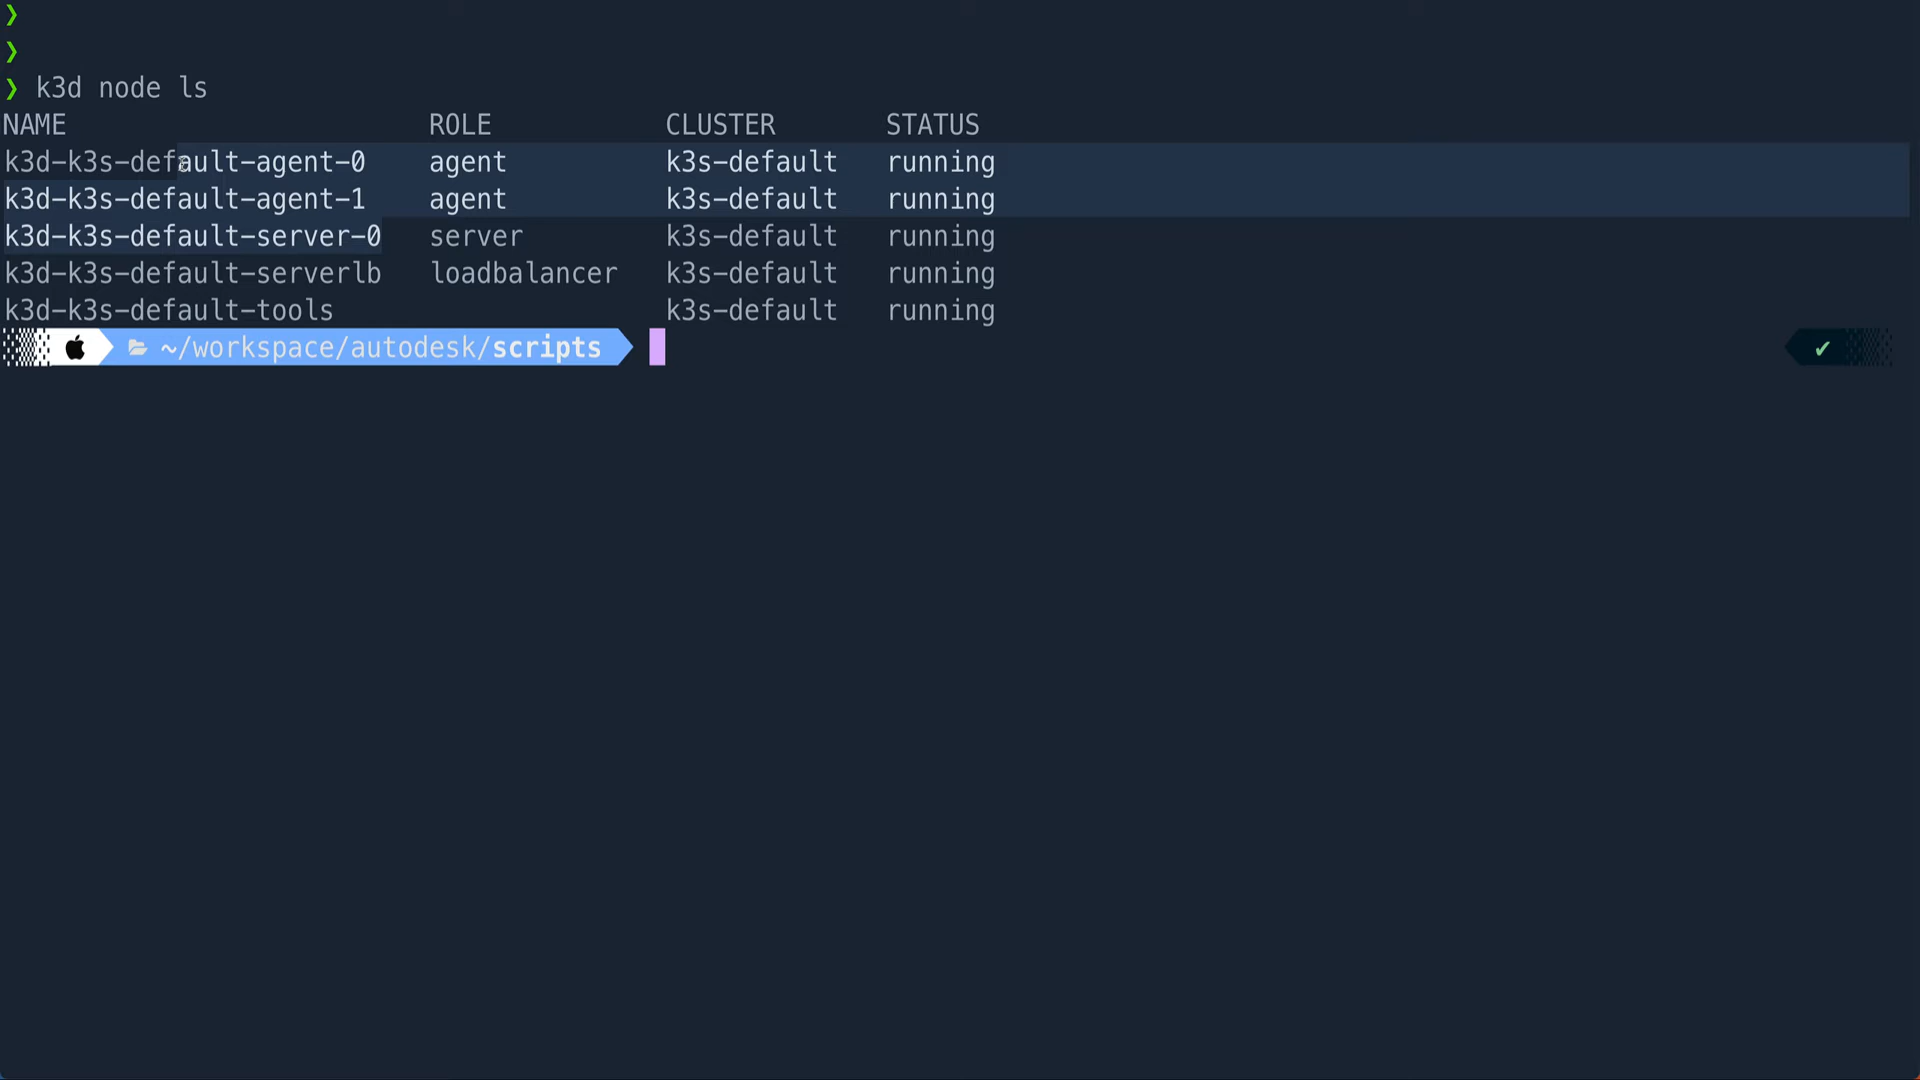 ❯
❯
❯ k3d node ls
NAME ROLE CLUSTER STATUS
k3d-k3s-default-agent-0 agent k3s-default running
k3d-k3s-default-agent-1 agent k3s-default running
k3d-k3s-default-server-0 server k3s-default running
k3d-k3s-default-serverlb loadbalancer k3s-default running
k3d-k3s-default-tools k3s-default running
~/workspace/autodesk/scripts ✔